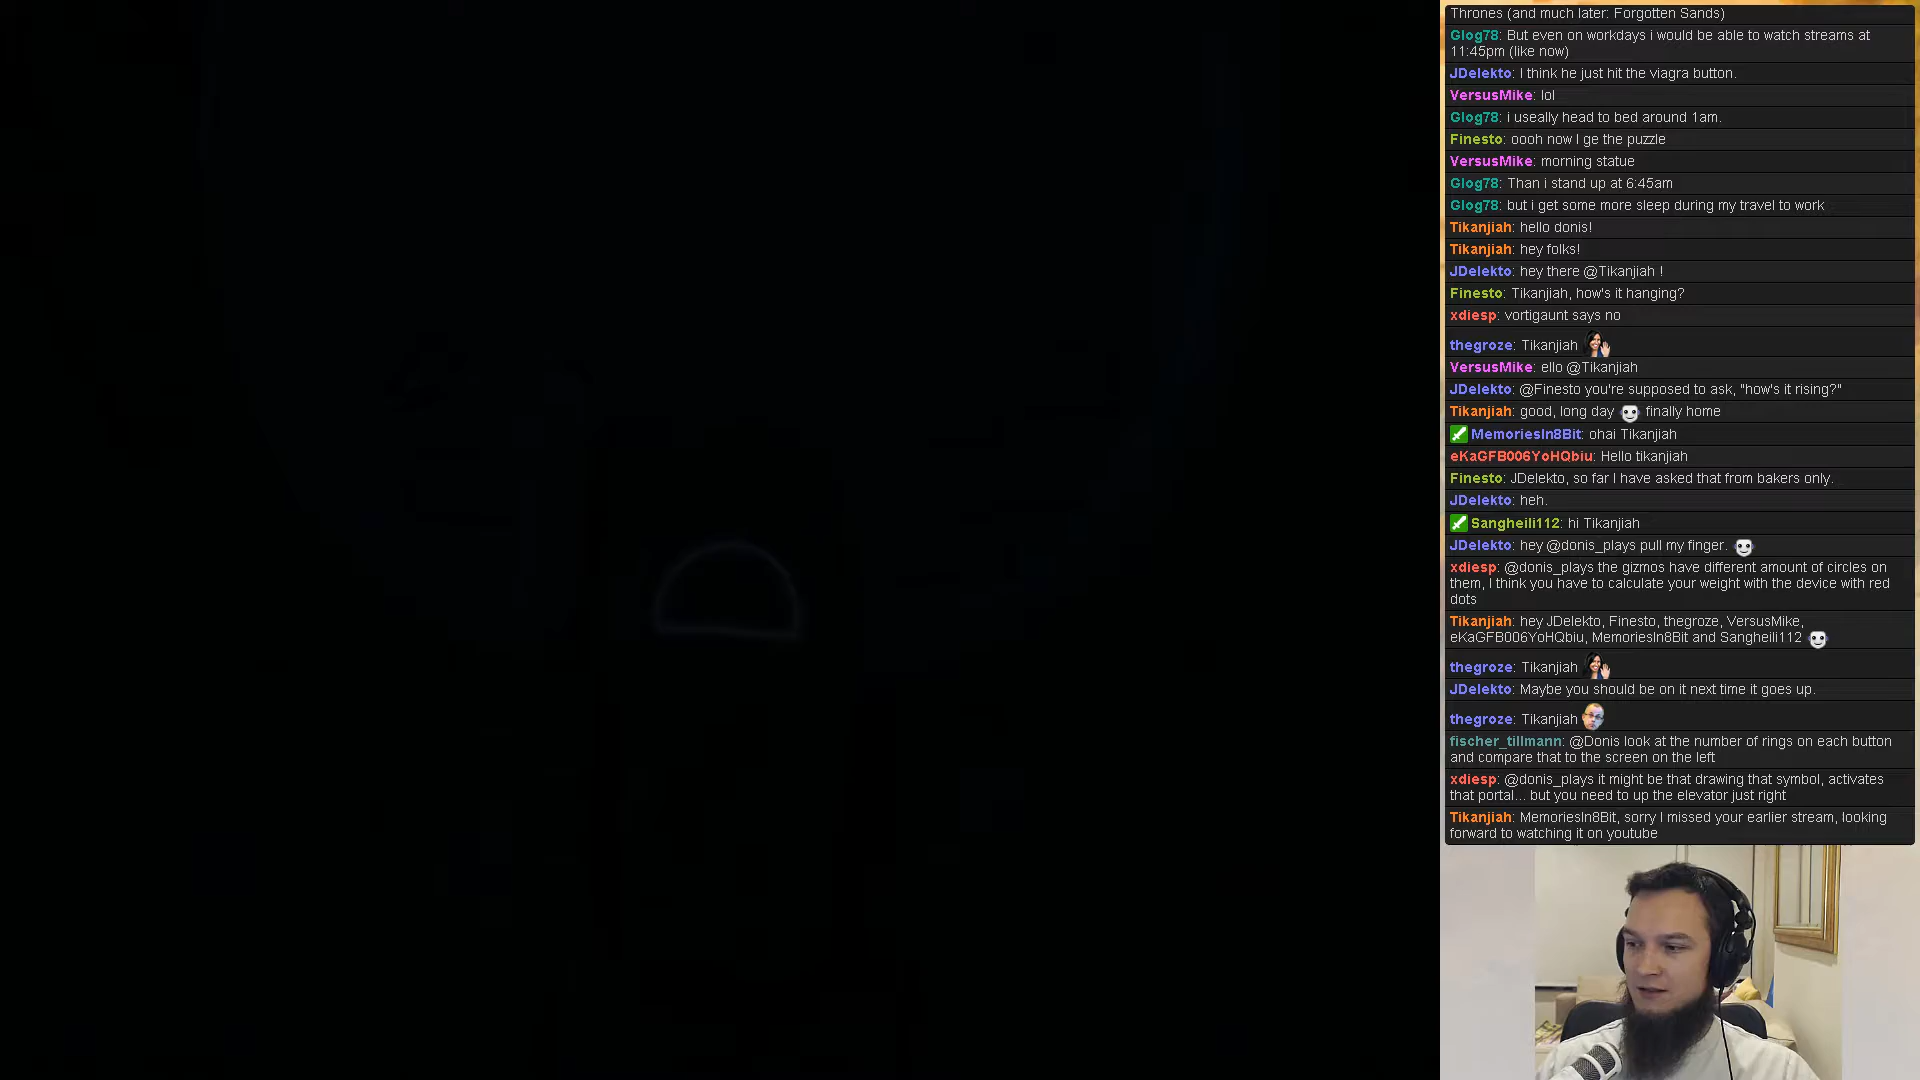 Thrones (and much later: Forgotten Sands)
Glog78: But even on workdays i would be able to watch streams at
11:45pm (like now)
JDelekto: I think he just hit the viagra button.
VersusMike: lol
Glog78: i useally head to bed around 1am.
Finesto: oooh now I ge the puzzle
VersusMike: morning statue
Glog78: Than i stand up at 6:45am
Glog78: but i get some more sleep during my travel to work
Tikanjiah: hello donis!
Tikanjiah: hey folks!
JDelekto: hey there @Tikanjiah !
Finesto: Tikanjiah, how's it hanging?
xdiesp: vortigaunt says no
thegroze: Tikanjiah
VersusMike: ello @Tikanjiah
JDelekto: @Finesto you're supposed to ask, "how's it rising?"
Tikanjiah: good, long day finally home
MemoriesIn8Bit: ohai Tikanjiah
eKaGFB006YoHQbiu: Hello tikanjiah
Finesto: JDelekto, so far I have asked that from bakers only.
JDelekto: heh.
Sangheili112: hi Tikanjiah
JDelekto: hey @donis_plays pull my finger.
xdiesp: @donis_plays the gizmos have different amount of circles on
them, I think you have to calculate your weight with the device with red
dots
Tikanjiah: hey JDelekto, Finesto, thegroze, VersusMike,
eKaGFB006YoHQbiu, MemoriesIn8Bit and Sangheili112
thegroze: Tikanjiah
JDelekto: Maybe you should be on it next time it goes up.
thegroze: Tikanjiah
fischer_tillmann: @Donis look at the number of rings on each button
and compare that to the screen on the left
xdiesp: @donis_plays it might be that drawing that symbol, activates
that portal... but you need to up the elevator just right
Tikanjiah: MemoriesIn8Bit, sorry I missed your earlier stream, looking
forward to watching it on youtube